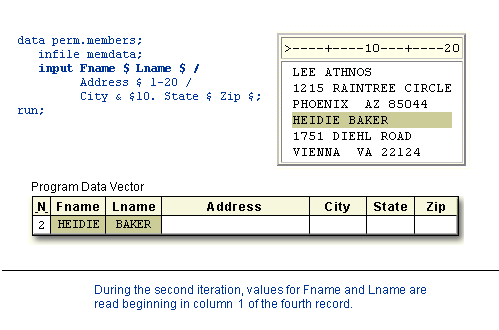 data perm.members;
infile memdata;
input Fname $ Lname $ /
Address $ 1-20 /
City & $10. State $ Zip $;
run;
>----+----10---+----20
LEE ATHNOS
1215 RAINTREE CIRCLE
PHOENIX  AZ 85044
HEIDIE BAKER
1751 DIEHL ROAD
VIENNA  VA 22124
Program Data Vector
_N_ Fname Lname Address City State Zip
2 HEIDIE BAKER
During the second iteration, values for Fname and Lname are
read beginning in column 1 of the fourth record.